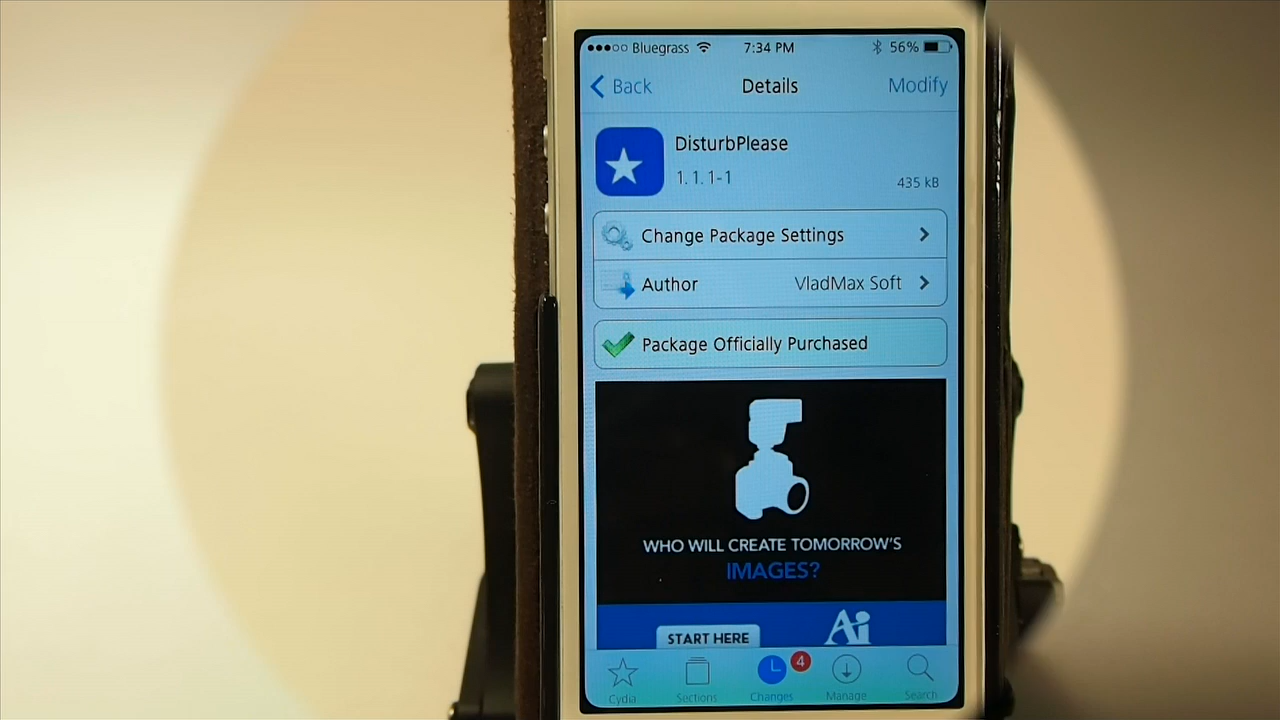 Bluegrass 7:34 PM 56%
Back Details Modify
DisturbPlease
1.1.1-1
435 kB
Change Package Settings
Author VladMax Soft
Package Officially Purchased
WHO WILL CREATE TOMORROW'S
IMAGES?
START HERE Ai
4
Cydia Sections Changes Manage Search